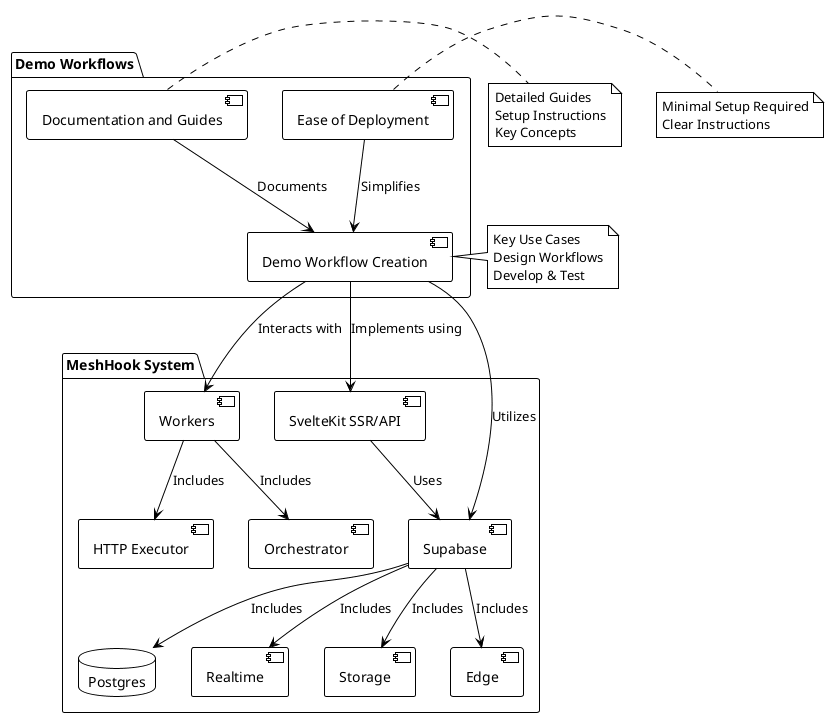 Demo Workflows
Documentation and Guides
Ease of Deployment
Detailed Guides
Setup Instructions
Key Concepts
Minimal Setup Required
Clear Instructions
Documents
Simplifies
Demo Workflow Creation
Key Use Cases
Design Workflows
Develop & Test
Interacts with
Implements using
Utilizes
MeshHook System
Workers
SvelteKit SSR/API
Includes
Includes
Uses
HTTP Executor
Orchestrator
Supabase
Includes
Includes
Includes
Includes
Postgres
Realtime
Storage
Edge